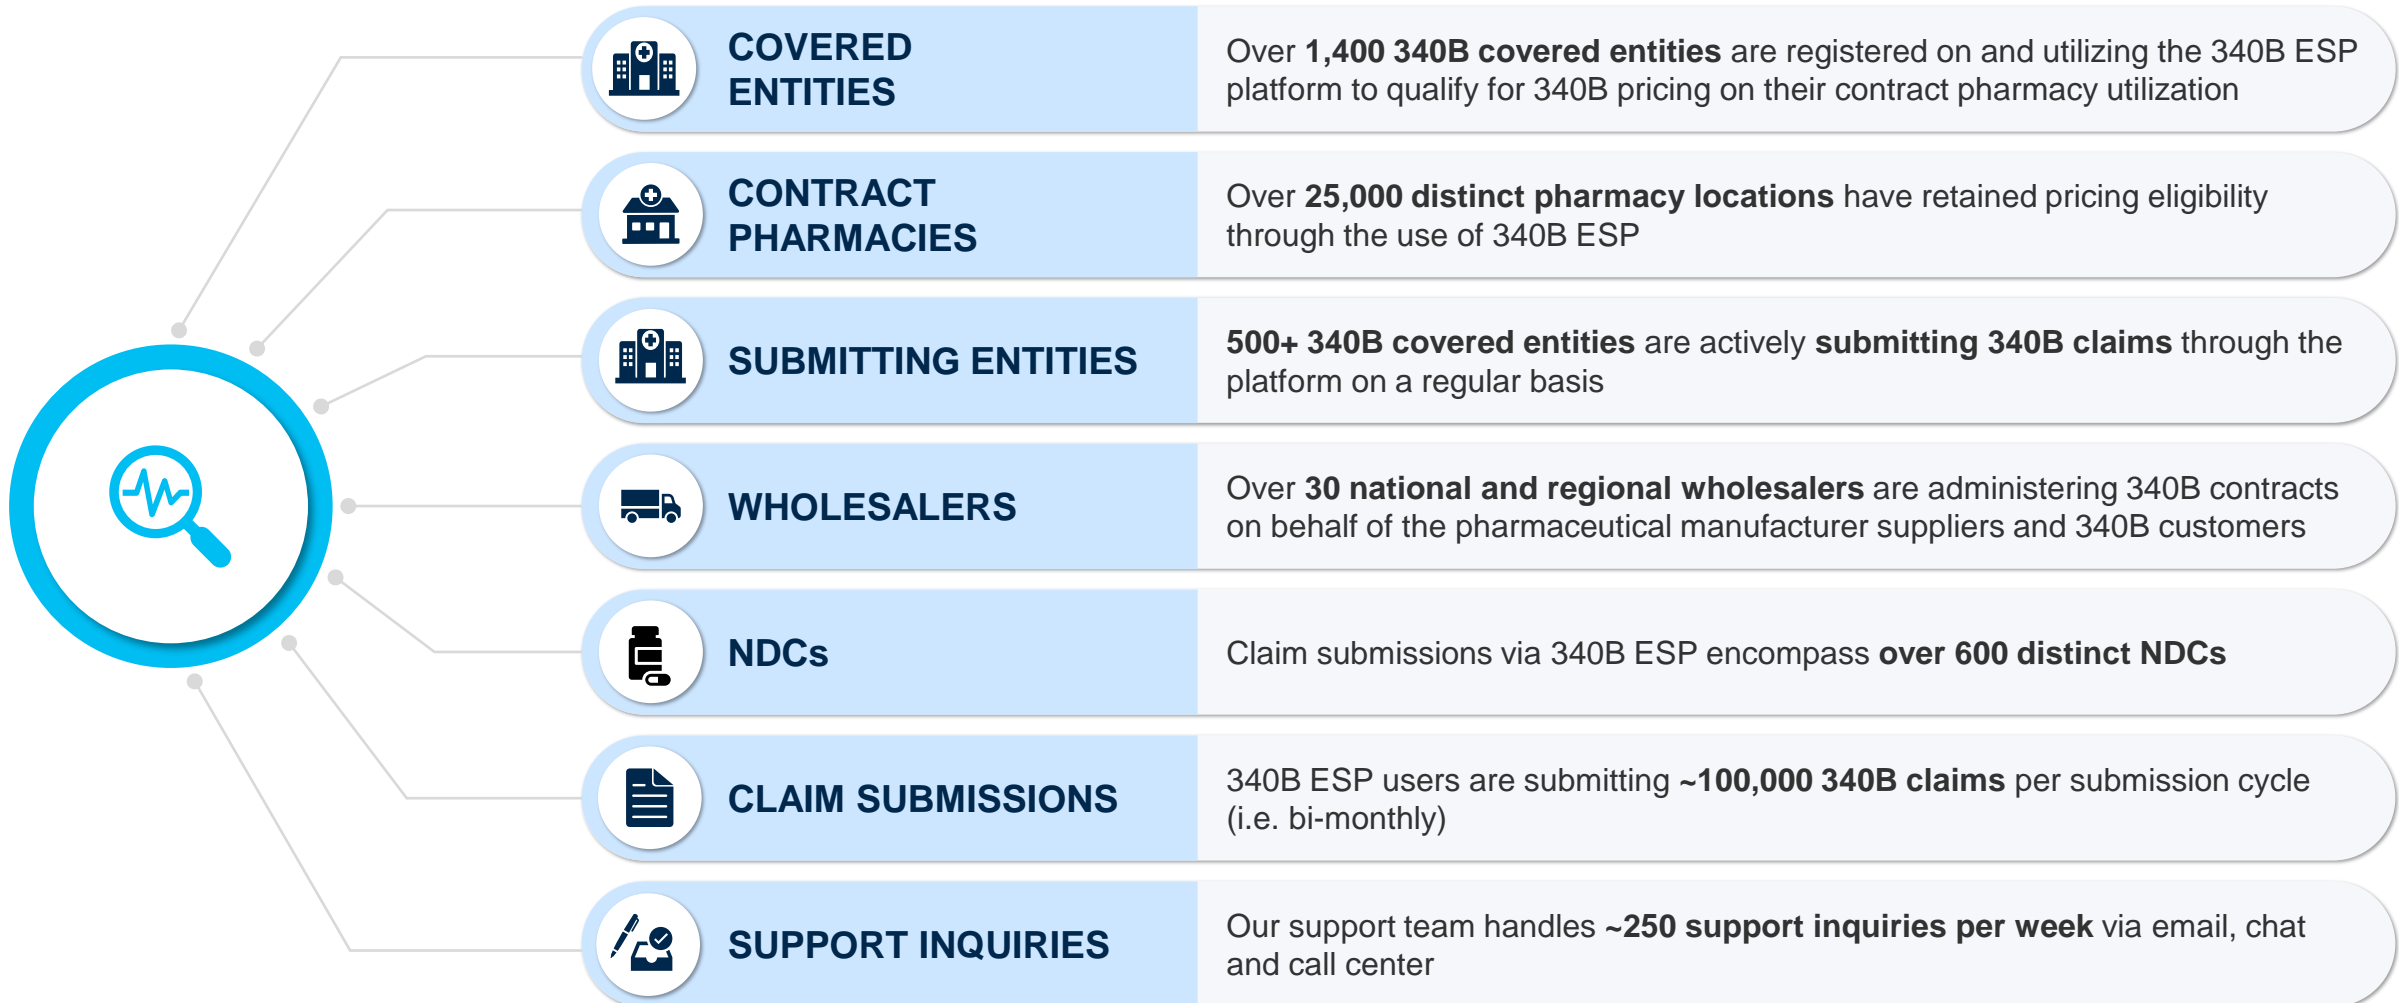 COVERED
ENTITIES
Over 1,400 340B covered entities are registered on and utilizing the 340B ESP
platform to qualify for 340B pricing on their contract pharmacy utilization
CONTRACT
PHARMACIES
Over 25,000 distinct pharmacy locations have retained pricing eligibility
through the use of 340B ESP
SUBMITTING ENTITIES
500+ 340B covered entities are actively submitting 340B claims through the
platform on a regular basis
WHOLESALERS
Over 30 national and regional wholesalers are administering 340B contracts
on behalf of the pharmaceutical manufacturer suppliers and 340B customers
NDCs
Claim submissions via 340B ESP encompass over 600 distinct NDCs
CLAIM SUBMISSIONS
340B ESP users are submitting ~100,000 340B claims per submission cycle
(i.e. bi-monthly)
SUPPORT INQUIRIES
Our support team handles ~250 support inquiries per week via email, chat
and call center